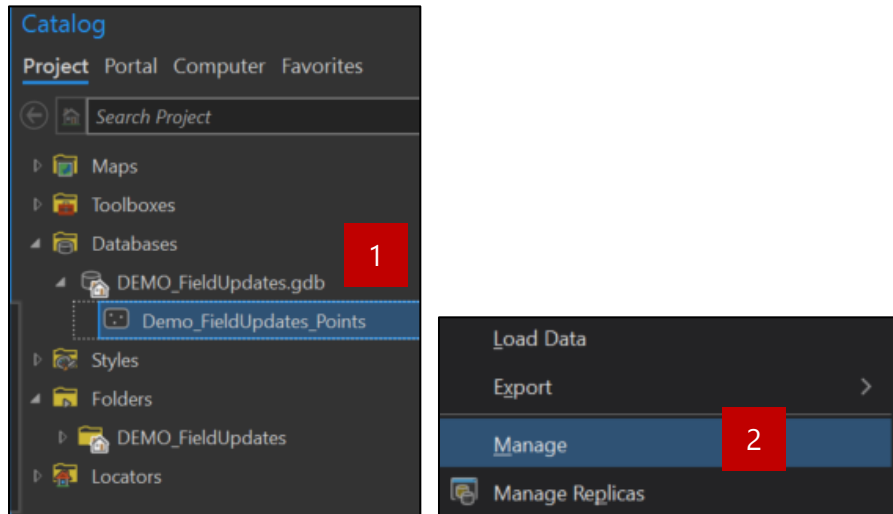 Catalog
Project Portal Computer Favorites
Search Project
Maps
Toolboxes
Databases
1
DEMO_FieldUpdates.gdb
Demo_FieldUpdates_Points
Styles
Folders
DEMO_FieldUpdates
Locators
Load Data
Export
Manage
2
Manage Replicas